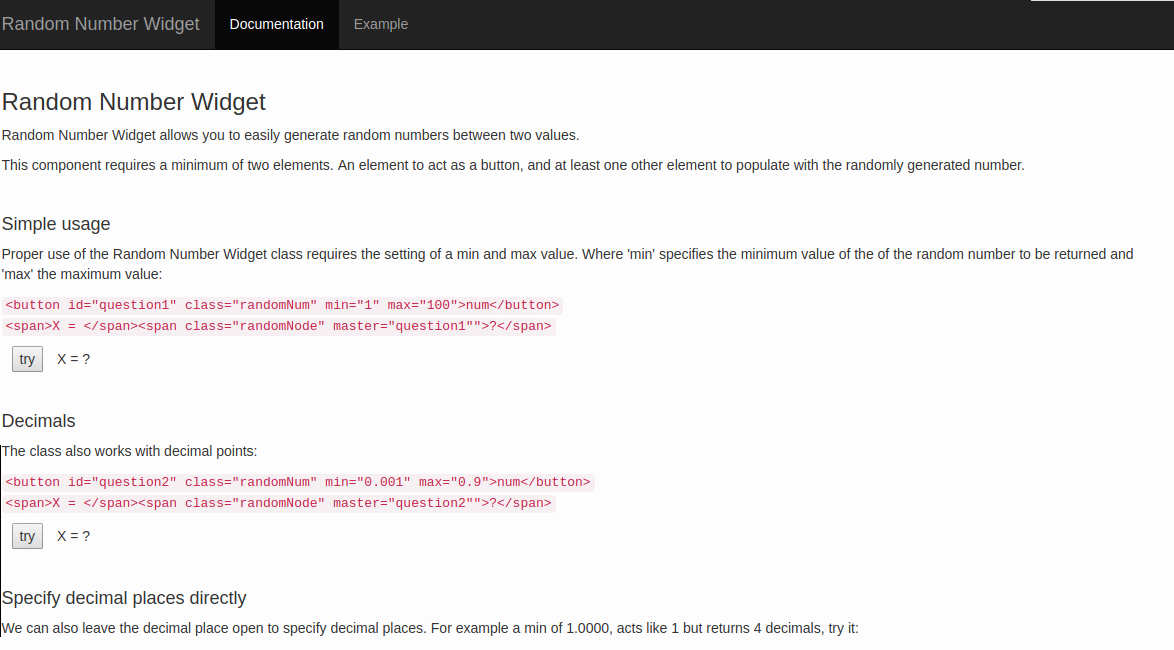 Random Number Widget Documentation Example
Random Number Widget
Random Number Widget allows you to easily generate random numbers between two values.
This component requires a minimum of two elements. An element to act as a button, and at least one other element to populate with the randomly generated number.
Simple usage
Proper use of the Random Number Widget class requires the setting of a min and max value. Where 'min' specifies the minimum value of the of the random number to be returned and
'max' the maximum value:
<button id="question1" class="randomNum" min="1" max="100">num</button>
<span>X = </span><span class="randomNode" master="question1"">?</span>
try X = ?
Decimals
The class also works with decimal points:
<button id="question2" class="randomNum" min="0.001" max="0.9">num</button>
<span>X = </span><span class="randomNode" master="question2"">?</span>
try X = ?
Specify decimal places directly
We can also leave the decimal place open to specify decimal places. For example a min of 1.0000, acts like 1 but returns 4 decimals, try it: